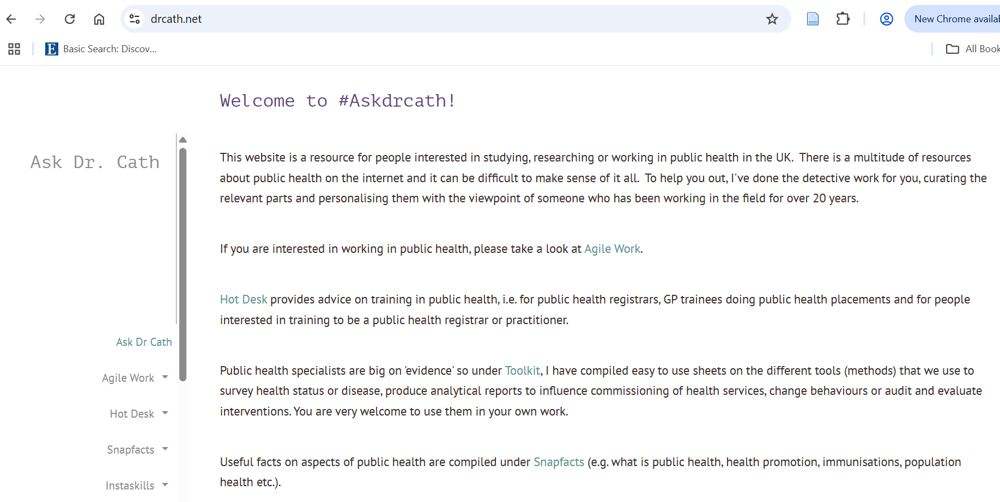 drcath.net
New Chrome availab
Basic Search: Discov...
All Book
Welcome to #Askdrcath!
Ask Dr. Cath
This website is a resource for people interested in studying, researching or working in public health in the UK.  There is a multitude of resources
about public health on the internet and it can be difficult to make sense of it all.  To help you out, I've done the detective work for you, curating the
relevant parts and personalising them with the viewpoint of someone who has been working in the field for over 20 years.
If you are interested in working in public health, please take a look at Agile Work.
Hot Desk provides advice on training in public health, i.e. for public health registrars, GP trainees doing public health placements and for people
interested in training to be a public health registrar or practitioner.
Ask Dr Cath
Agile Work
Hot Desk
Snapfacts
Instaskills
Public health specialists are big on 'evidence' so under Toolkit, I have compiled easy to use sheets on the different tools (methods) that we use to
survey health status or disease, produce analytical reports to influence commissioning of health services, change behaviours or audit and evaluate
interventions. You are very welcome to use them in your own work.
Useful facts on aspects of public health are compiled under Snapfacts (e.g. what is public health, health promotion, immunisations, population
health etc.).